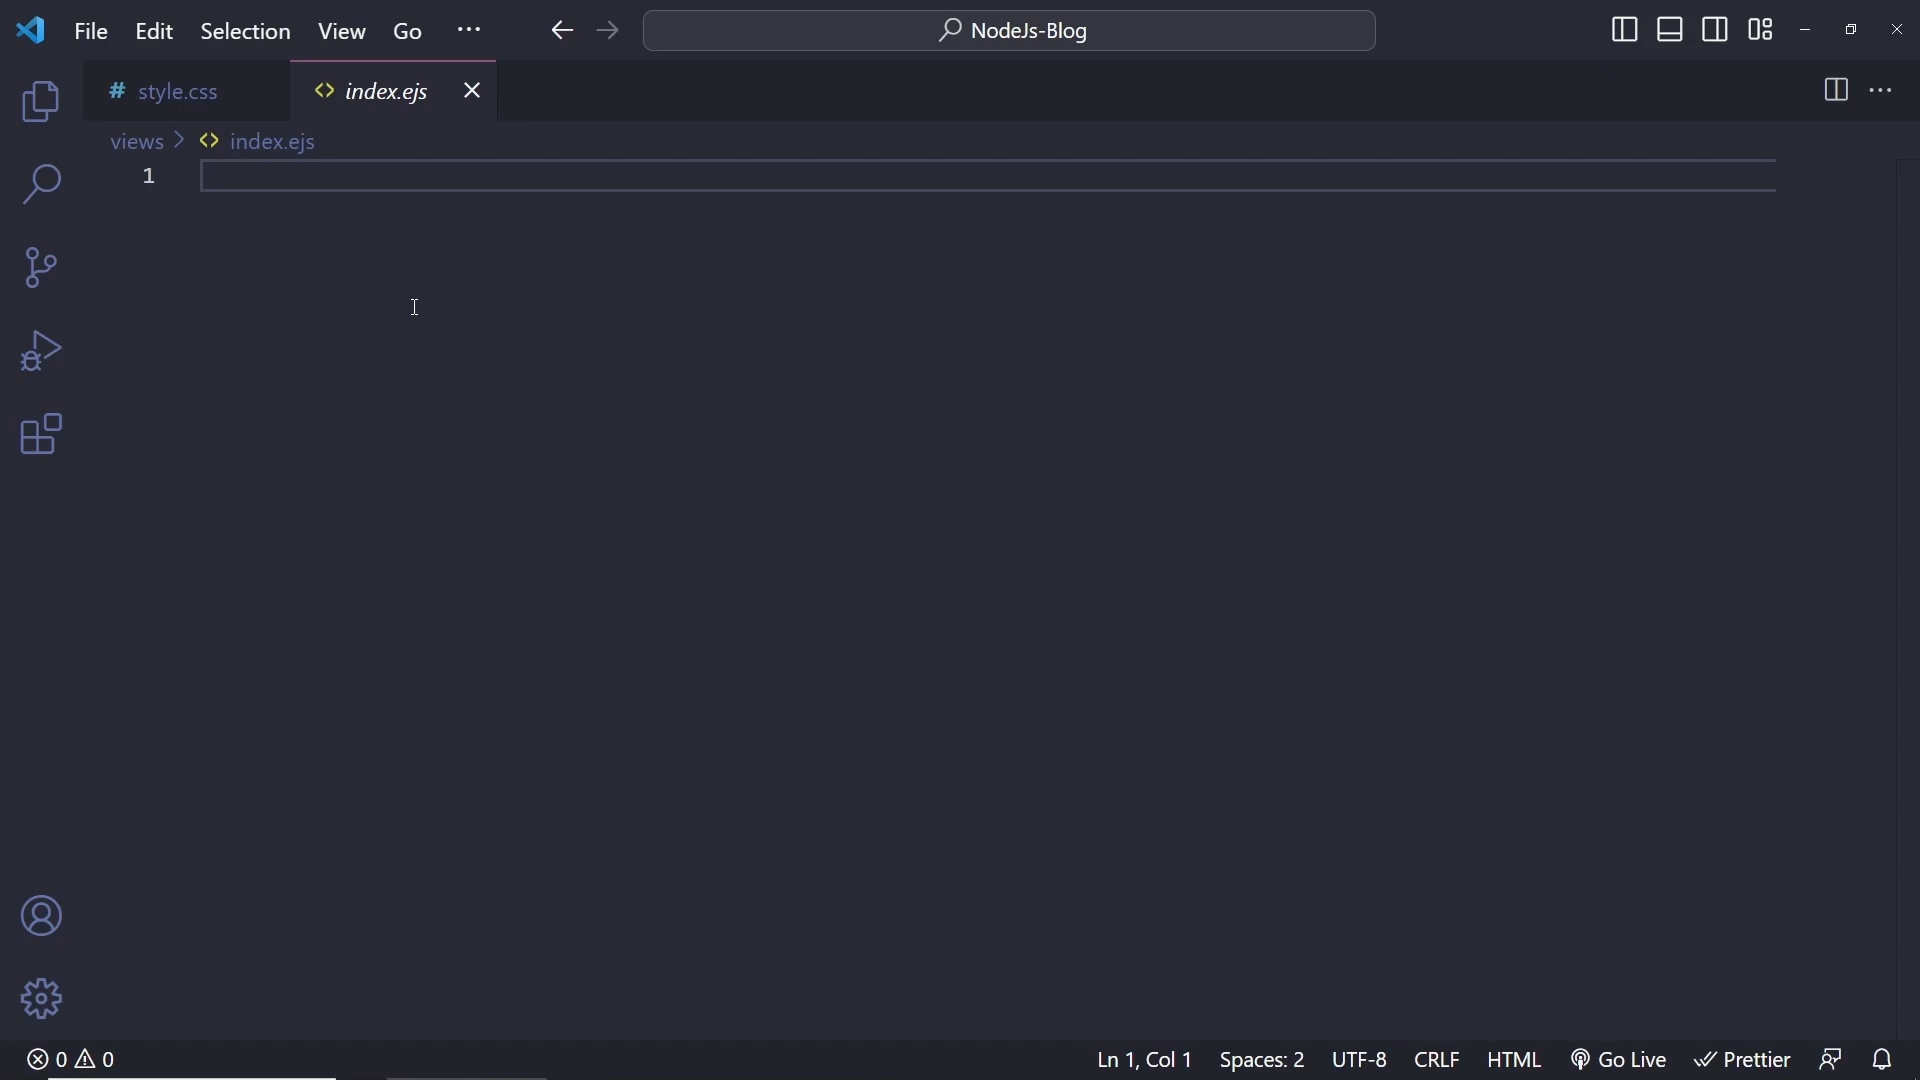 File Edit Selection View Go ··· NodeJs-Blog
# style.css <> index.ejs
views > <> index.ejs
1
0 0 Ln 1, Col 1 Spaces: 2 UTF-8 CRLF HTML Go Live Prettier